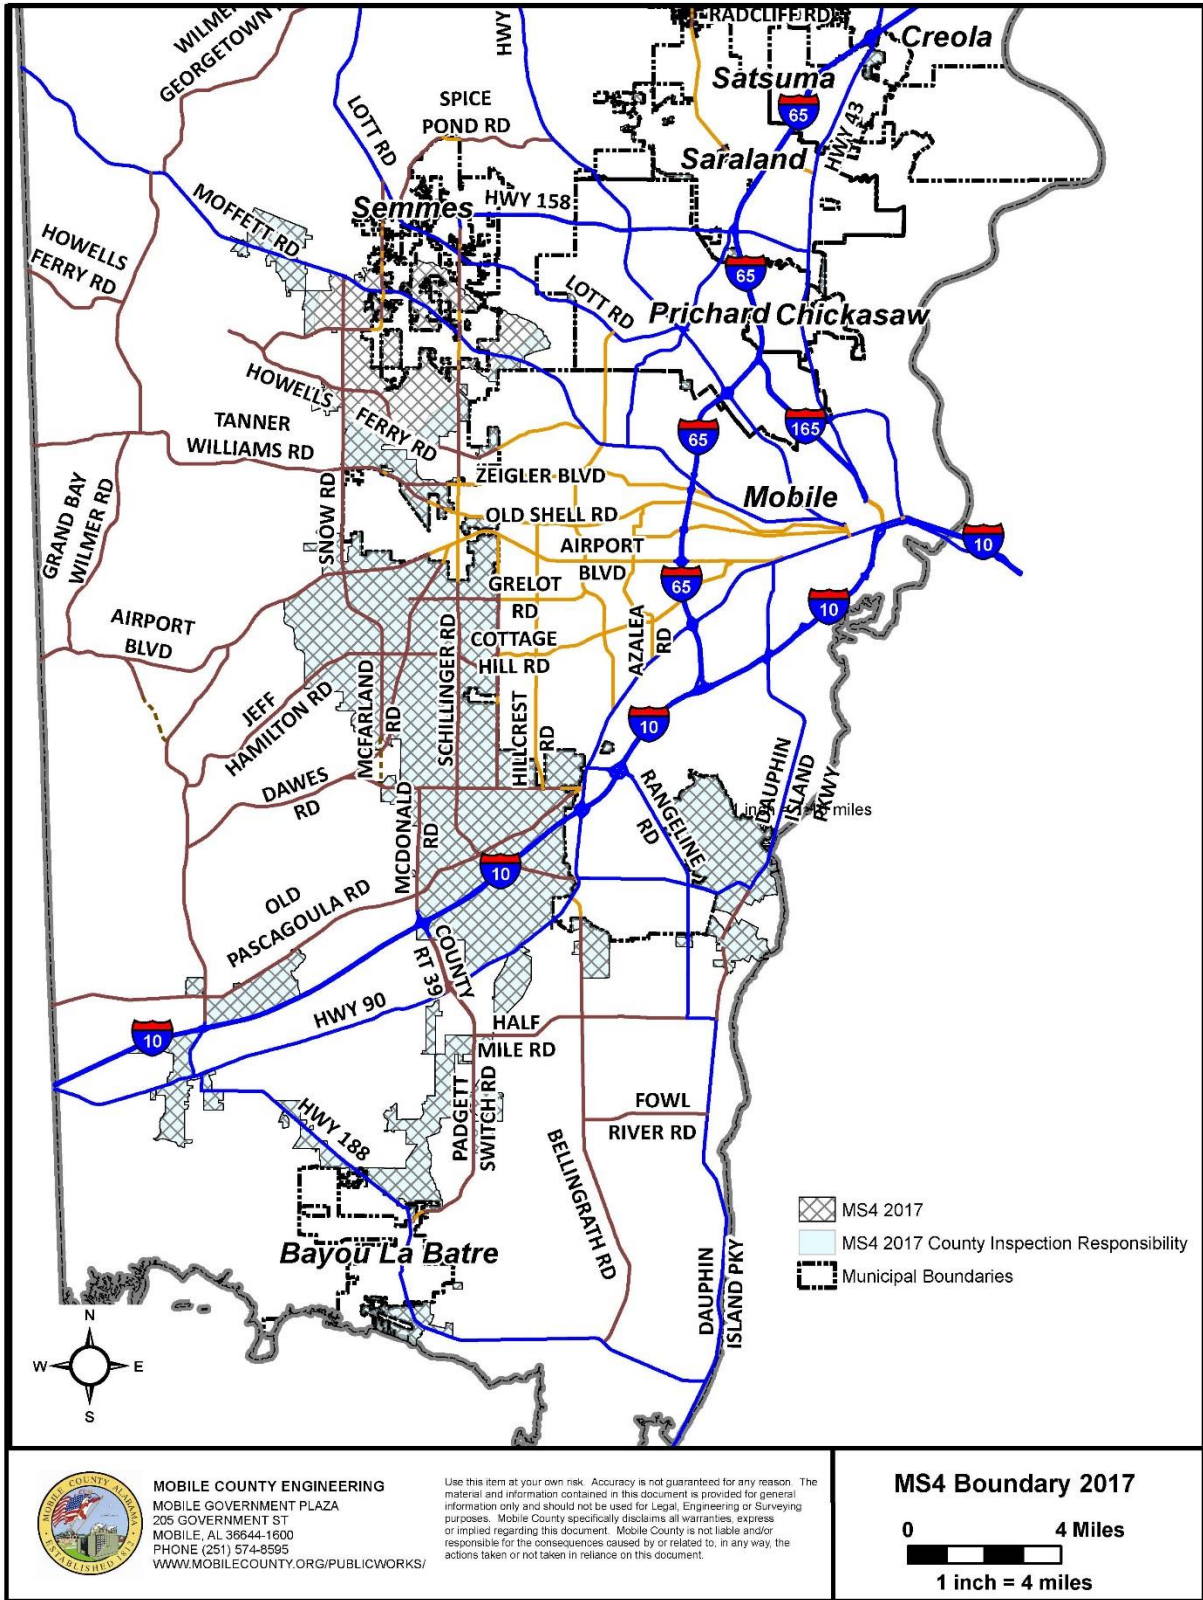 RADCLIFF RD
Creola
WILMER
GEORGETOWN
HWY
Satsuma
65
LOTT RD
SPICE
POND RD
HWY 43
Saraland
HWY 158
Semmes
MOFFETT RD
HOWELLS
FERRY RD
65
LOTT RD
Prichard
Chickasaw
HOWELLS
FERRY RD
TANNER
WILLIAMS RD
65
165
ZEIGLER BLVD
Mobile
GRAND BAY
WILMER RD
SNOW RD
OLD SHELL RD
AIRPORT
BLVD
10
GRELOT
RD
65
10
AIRPORT
BLVD
SCHILLINGER RD
COTTAGE
HILL RD
AZALEA
RD
JEFF
HAMILTON RD
MCFARLAND
RD
HILLCREST
RD
10
DAWES
RD
MCDONALD
RD
RANGELINE
RD
DAUPHIN
ISLAND
PKWY
miles
10
OLD
PASCAGOULA RD
COUNTY
RT 39
HWY 90
10
HALF
MILE RD
PADGETT
SWITCH RD
FOWL
RIVER RD
HWY 188
BELLINGRATH RD
Bayou La Batre
DAUPHIN
ISLAND PKY
MS4 2017
MS4 2017 County Inspection Responsibility
Municipal Boundaries
N
W E
S
MOBILE COUNTY ALABAMA
ESTABLISHED 1812
MOBILE COUNTY ENGINEERING
MOBILE GOVERNMENT PLAZA
205 GOVERNMENT ST
MOBILE, AL 36644-1600
PHONE (251) 574-8595
WWW.MOBILECOUNTY.ORG/PUBLICWORKS/
Use this item at your own risk. Accuracy is not guaranteed for any reason. The
material and information contained in this document is provided for general
information only and should not be used for Legal, Engineering or Surveying
purposes. Mobile County specifically disclaims all warranties, express
or implied regarding this document. Mobile County is not liable and/or
responsible for the consequences caused by or related to, in any way, the
actions taken or not taken in reliance on this document.
MS4 Boundary 2017
0 4 Miles
1 inch = 4 miles